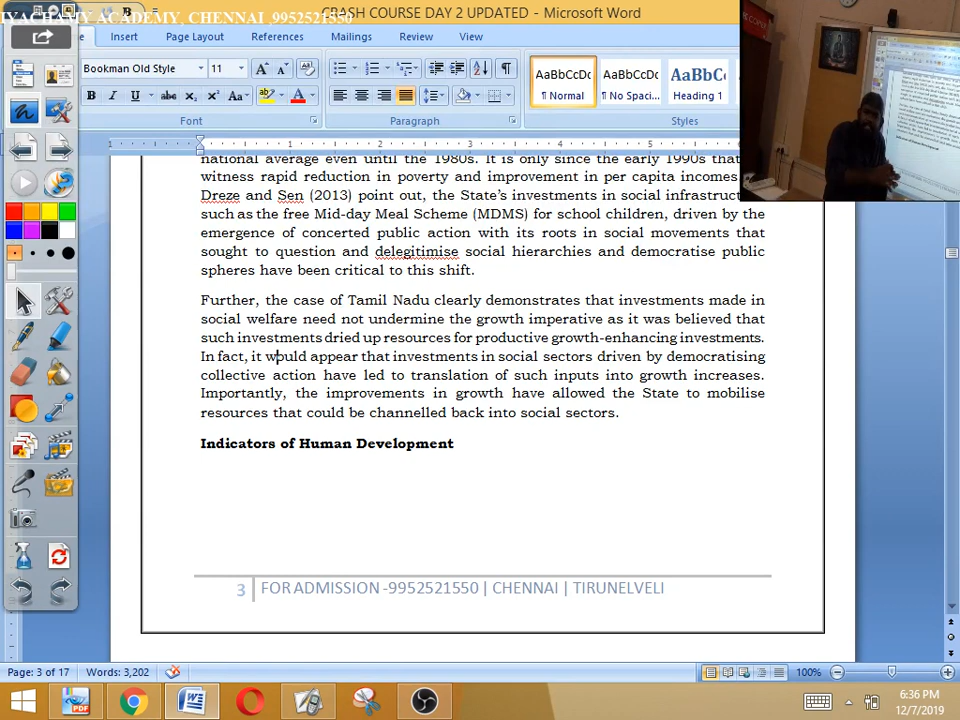 IYACHAMY ACADEMY, CHENNAI ,9952521550
CRASH COURSE DAY 2 UPDATED - Microsoft Word
Insert Page Layout References Mailings Review View
Bookman Old Style 11
AaBbCcDc AaBbCcDc AaBbCc
¶ Normal ¶ No Spaci... Heading 1
Font Paragraph Styles
1 1 2 3 4 5
national average even until the 1980s. It is only since the early 1990s that
witness rapid reduction in poverty and improvement in per capita incomes.
Dreze and Sen (2013) point out, the State's investments in social infrastruct
such as the free Mid-day Meal Scheme (MDMS) for school children, driven by the
emergence of concerted public action with its roots in social movements that
sought to question and delegitimise social hierarchies and democratise public
spheres have been critical to this shift.
Further, the case of Tamil Nadu clearly demonstrates that investments made in
social welfare need not undermine the growth imperative as it was believed that
such investments dried up resources for productive growth-enhancing investments.
In fact, it would appear that investments in social sectors driven by democratising
collective action have led to translation of such inputs into growth increases.
Importantly, the improvements in growth have allowed the State to mobilise
resources that could be channelled back into social sectors.
Indicators of Human Development
3 FOR ADMISSION -9952521550 | CHENNAI | TIRUNELVELI
Page: 3 of 17 Words: 3,202 100%
6:36 PM
12/7/2019